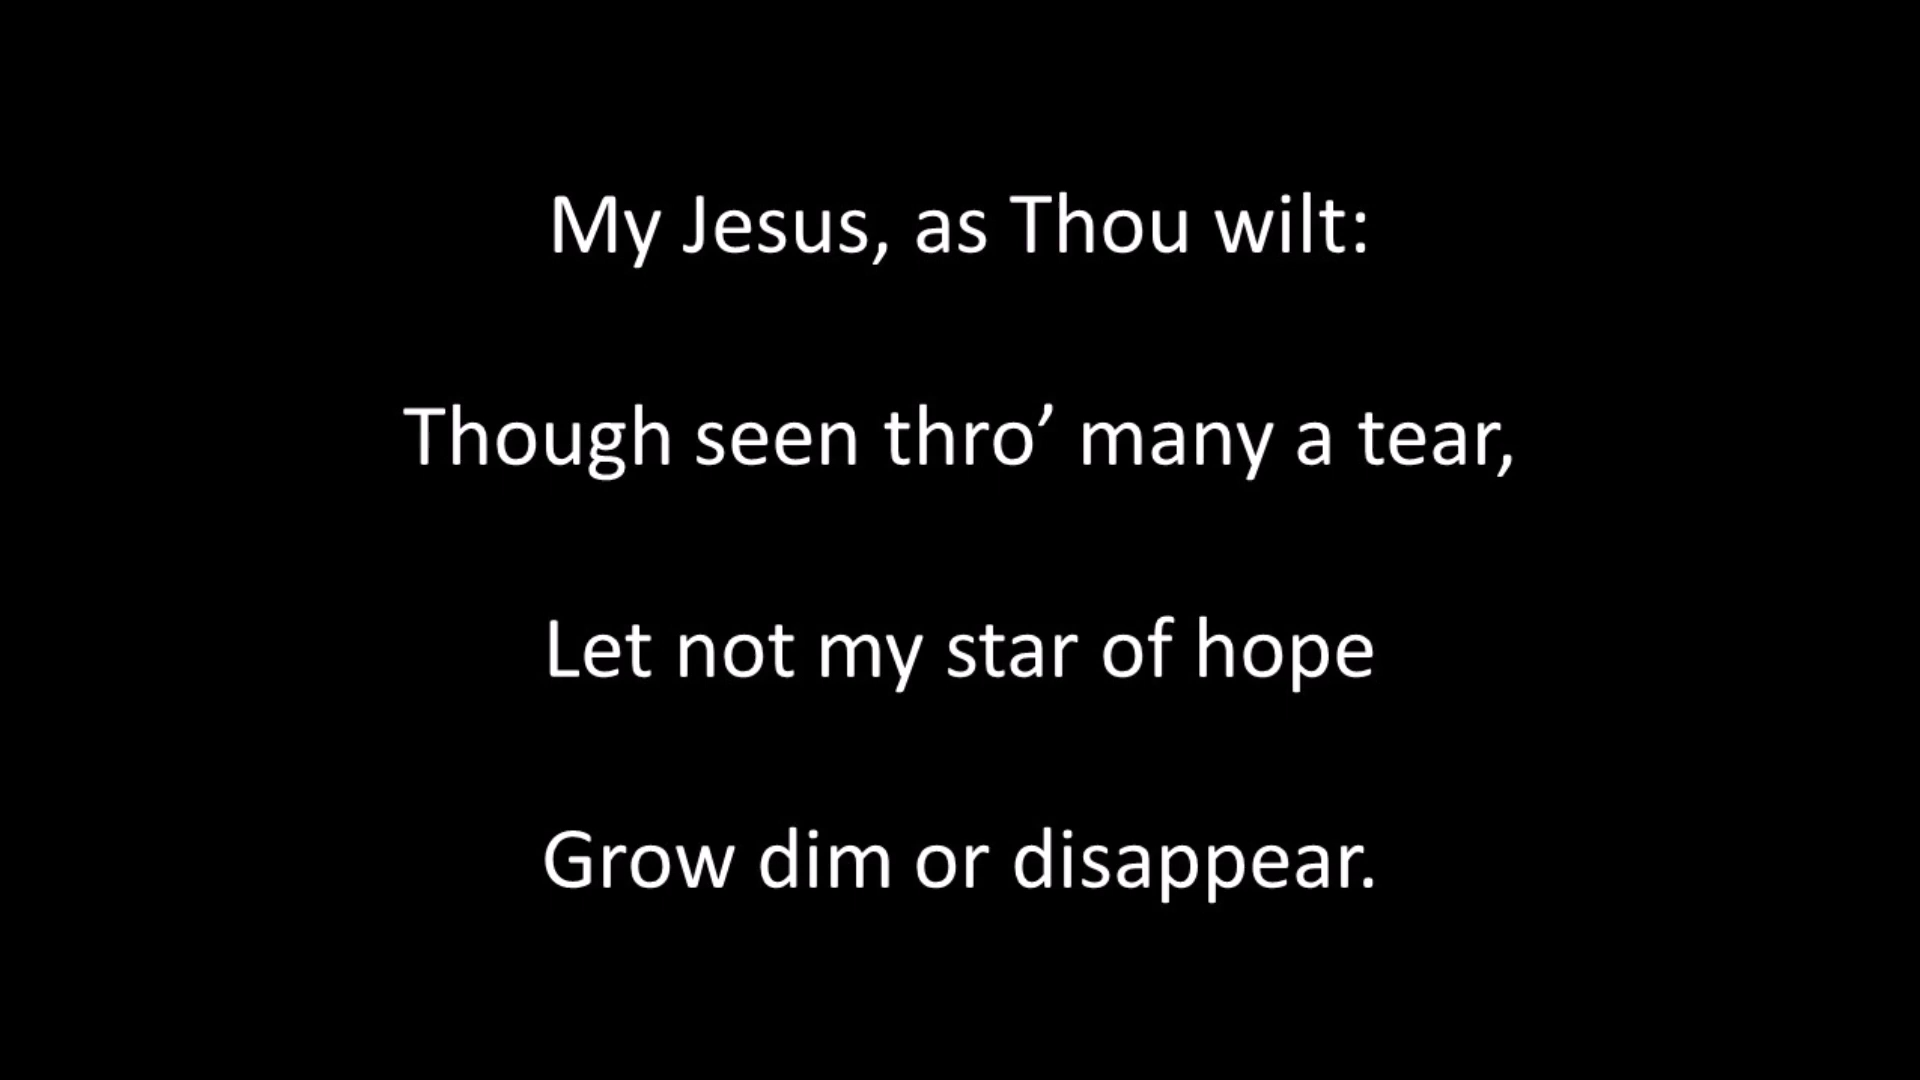 My Jesus, as Thou wilt:
Though seen thro’ many a tear,
Let not my star of hope
Grow dim or disappear.